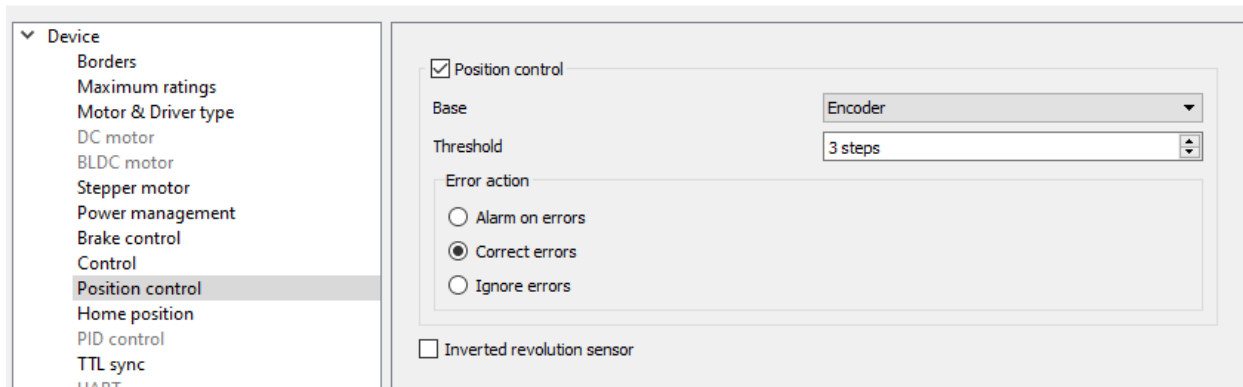 Device
Borders
Maximum ratings
Motor & Driver type
DC motor
BLDC motor
Stepper motor
Power management
Brake control
Control
Position control
Home position
PID control
TTL sync
Position control
Base
Encoder
Threshold
3 steps
Error action
Alarm on errors
Correct errors
Ignore errors
Inverted revolution sensor